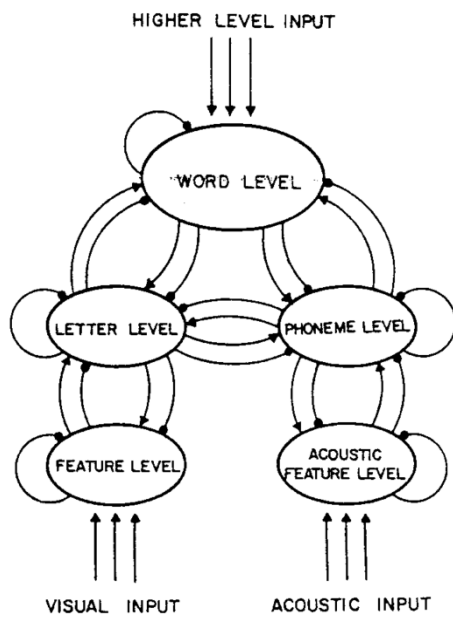 HIGHER LEVEL INPUT
WORD LEVEL
LETTER LEVEL
PHONEME LEVEL
FEATURE LEVEL
ACOUSTIC
FEATURE LEVEL
VISUAL INPUT
ACOUSTIC INPUT